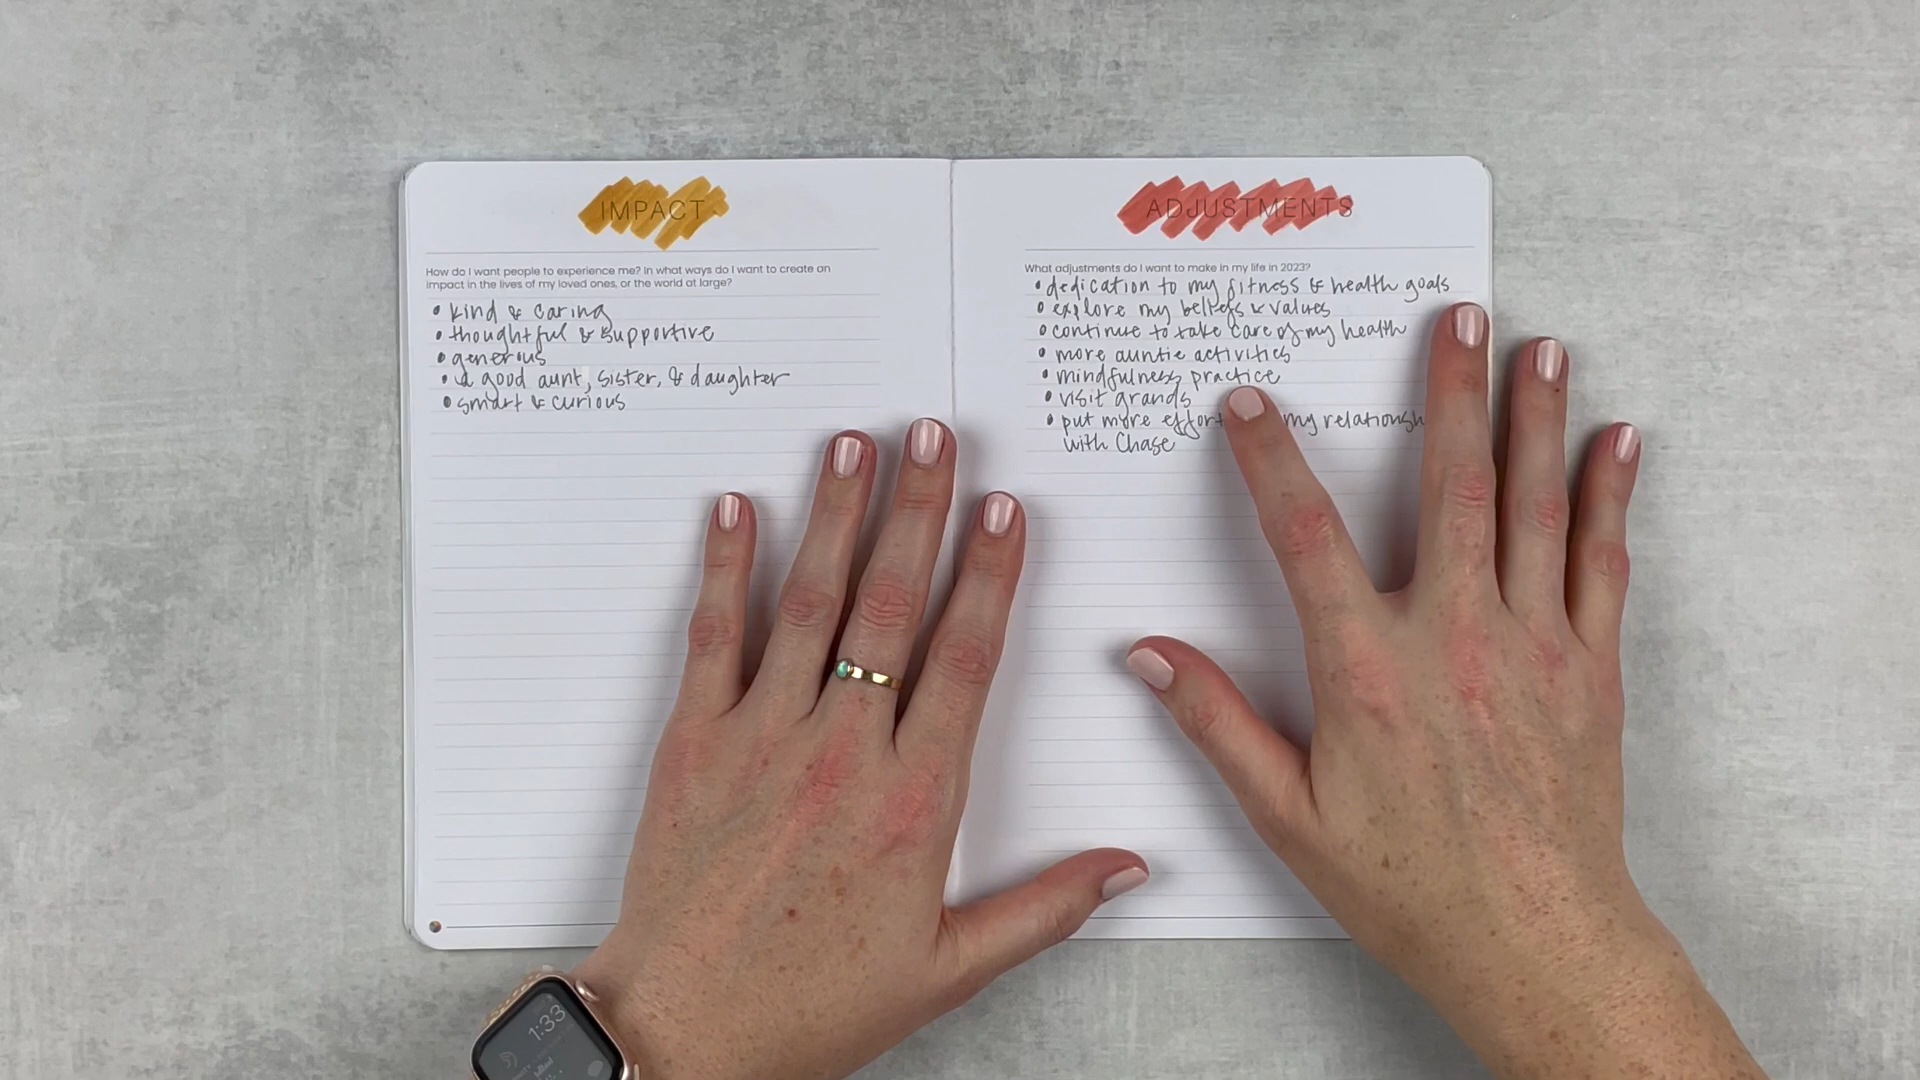 IMPACT
How do I want people to experience me? In what ways do I want to create an
impact in the lives of my loved ones, or the world at large?
• kind & caring
• thoughtful & supportive
• generous
• a good aunt, sister, & daughter
• smart & curious
ADJUSTMENTS
What adjustments do I want to make in my life in 2023?
• dedication to my fitness & health goals
• explore my beliefs & values
• continue to take care of my health
• more auntie activities
• mindfulness practice
• visit grands
• put more effort my
with Chase
1:33